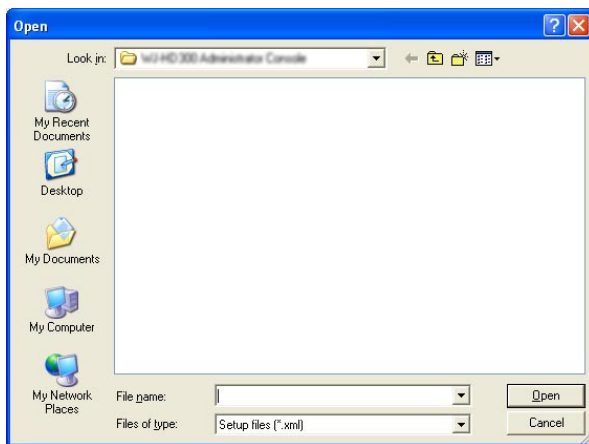 Open
Look in:
WJ-HD300 Administrator Console
My Recent
Documents
Desktop
My Documents
My Computer
My Network
Places
File name:
Files of type:
Setup files (*.xml)
Open
Cancel